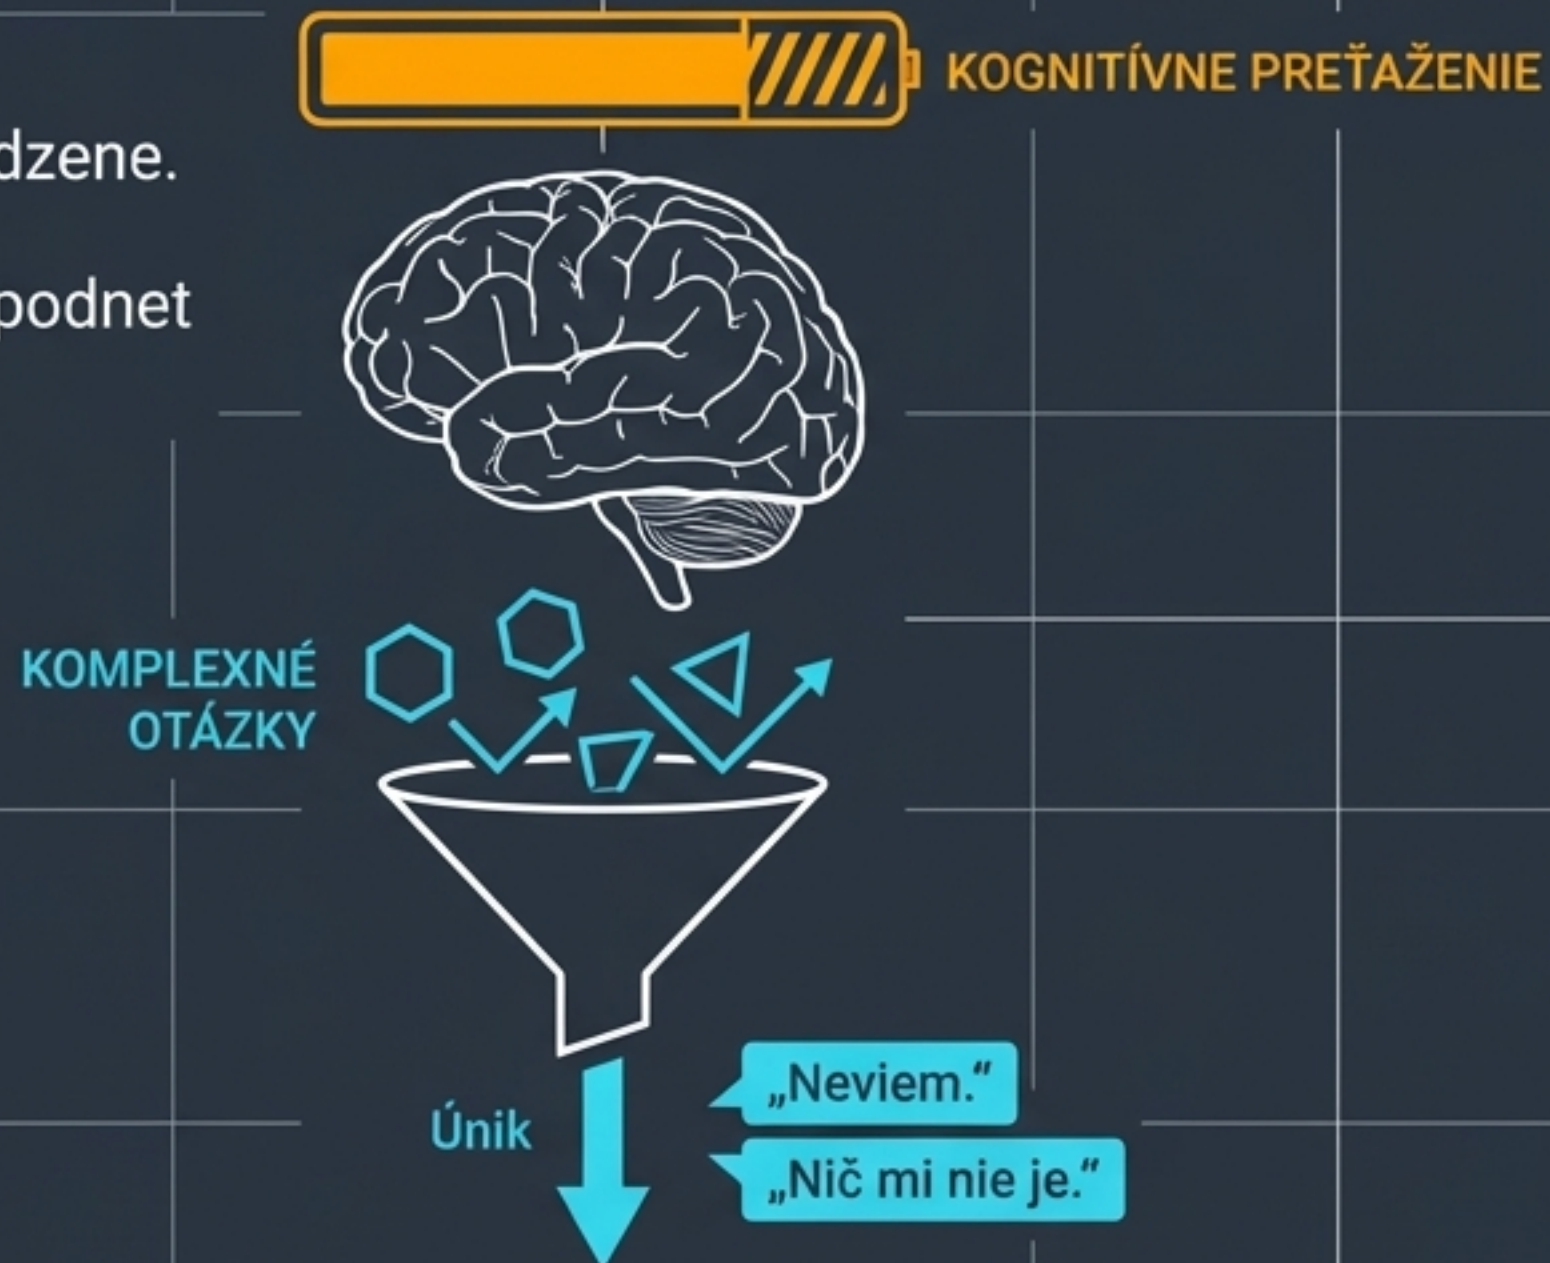 KOGNITÍVNE PREŤAŽENIE
dzene.
podnet
KOMPLEXNÉ
OTÁZKY
Únik
„Neviem.“
„Nič mi nie je.“